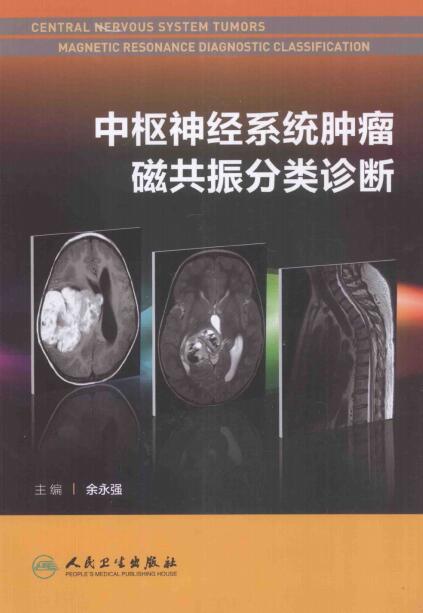 CENTRAL NERVOUS SYSTEM TUMORS
MAGNETIC RESONANCE DIAGNOSTIC CLASSIFICATION
中枢神经系统肿瘤
磁共振分类诊断
主编 | 余永强
人民卫生出版社
PEOPLE'S MEDICAL PUBLISHING HOUSE